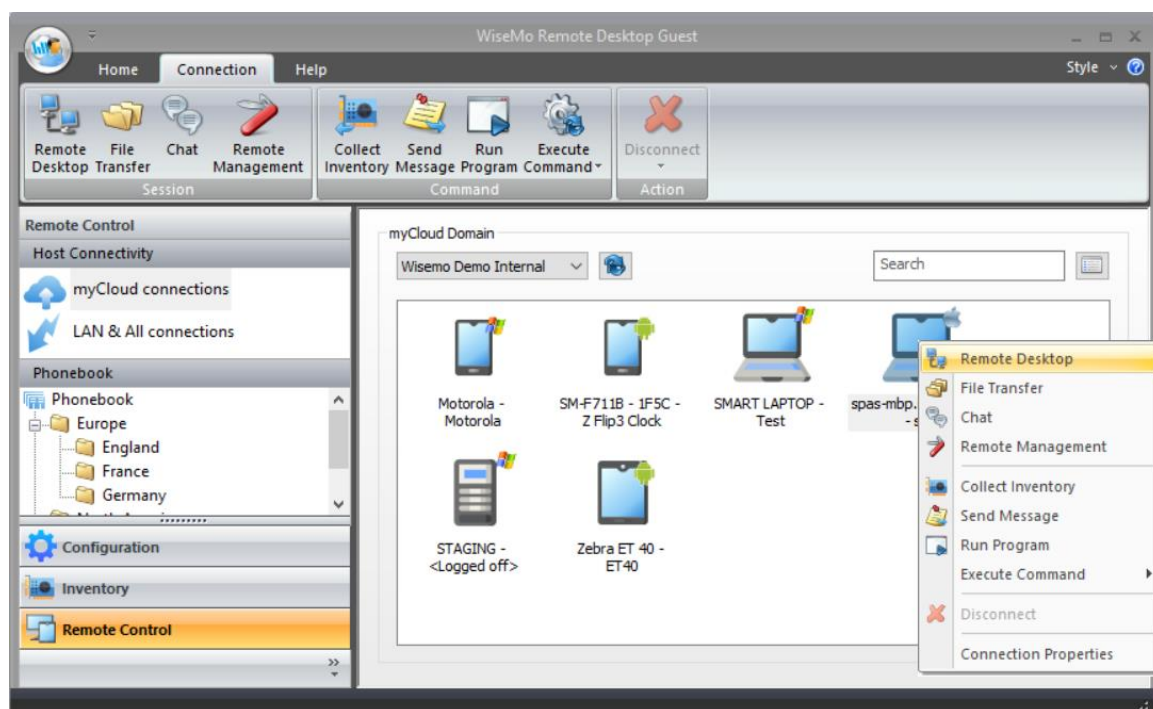 WiseMo Remote Desktop Guest
Home Connection Help Style
Remote File Chat Remote Collect Send Run Execute Disconnect
Desktop Transfer Management Inventory Message Program Command
Session Command Action
Remote Control
Host Connectivity
myCloud connections
LAN & All connections
Phonebook
Phonebook
Europe
England
France
Germany
Configuration
Inventory
Remote Control
myCloud Domain
Wisemo Demo Internal Search
Motorola - SM-F711B - 1F5C - SMART LAPTOP - spas-mbp.
Motorola Z Flip3 Clock Test - s
STAGING - Zebra ET 40 -
<Logged off> ET40
Remote Desktop
File Transfer
Chat
Remote Management
Collect Inventory
Send Message
Run Program
Execute Command
Disconnect
Connection Properties